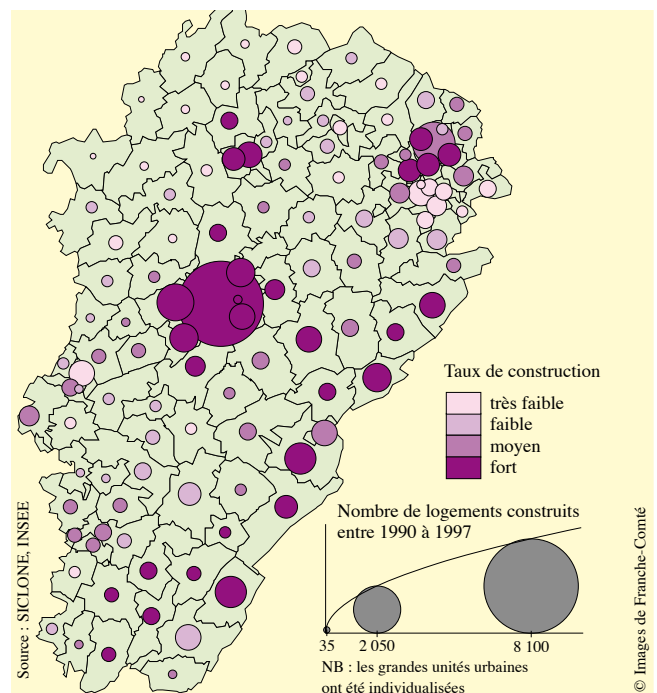 Taux de construction
très faible
faible
moyen
fort
Nombre de logements construits
entre 1990 à 1997
35
2 050
8 100
NB : les grandes unités urbaines
ont été individualisées
Source : SICLONE, INSEE
© Images de Franche-Comté